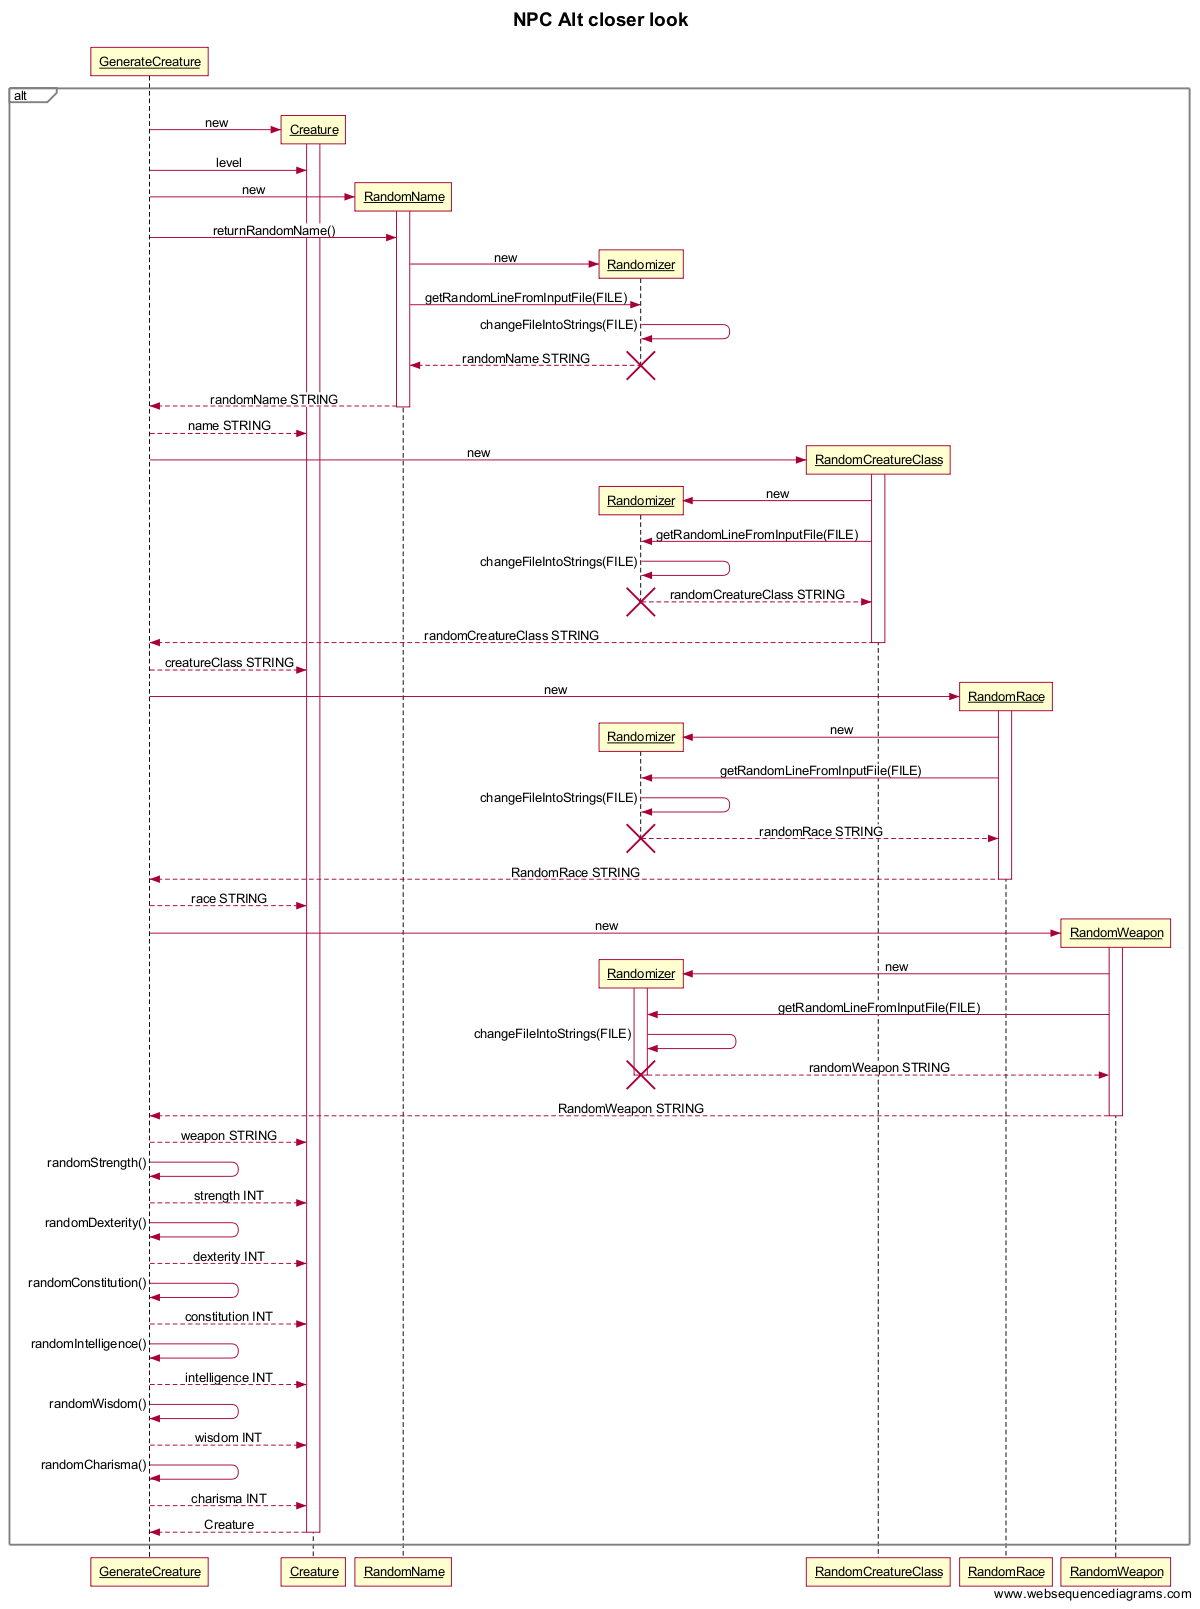 NPC Alt closer look
GenerateCreature
alt
new
Creature
level
new
RandomName
returnRandomName()
new
Randomizer
getRandomLineFromInputFile(FILE)
changeFileIntoStrings(FILE)
randomName STRING
randomName STRING
name STRING
new
RandomCreatureClass
Randomizer
new
getRandomLineFromInputFile(FILE)
changeFileIntoStrings(FILE)
randomCreatureClass STRING
randomCreatureClass STRING
creatureClass STRING
new
RandomRace
Randomizer
new
getRandomLineFromInputFile(FILE)
changeFileIntoStrings(FILE)
randomRace STRING
RandomRace STRING
race STRING
new
RandomWeapon
Randomizer
new
getRandomLineFromInputFile(FILE)
changeFileIntoStrings(FILE)
randomWeapon STRING
RandomWeapon STRING
weapon STRING
randomStrength()
strength INT
randomDexterity()
dexterity INT
randomConstitution()
constitution INT
randomIntelligence()
intelligence INT
randomWisdom()
wisdom INT
randomCharisma()
charisma INT
Creature
GenerateCreature
Creature
RandomName
RandomCreatureClass
RandomRace
RandomWeapon
www.websequencediagrams.com